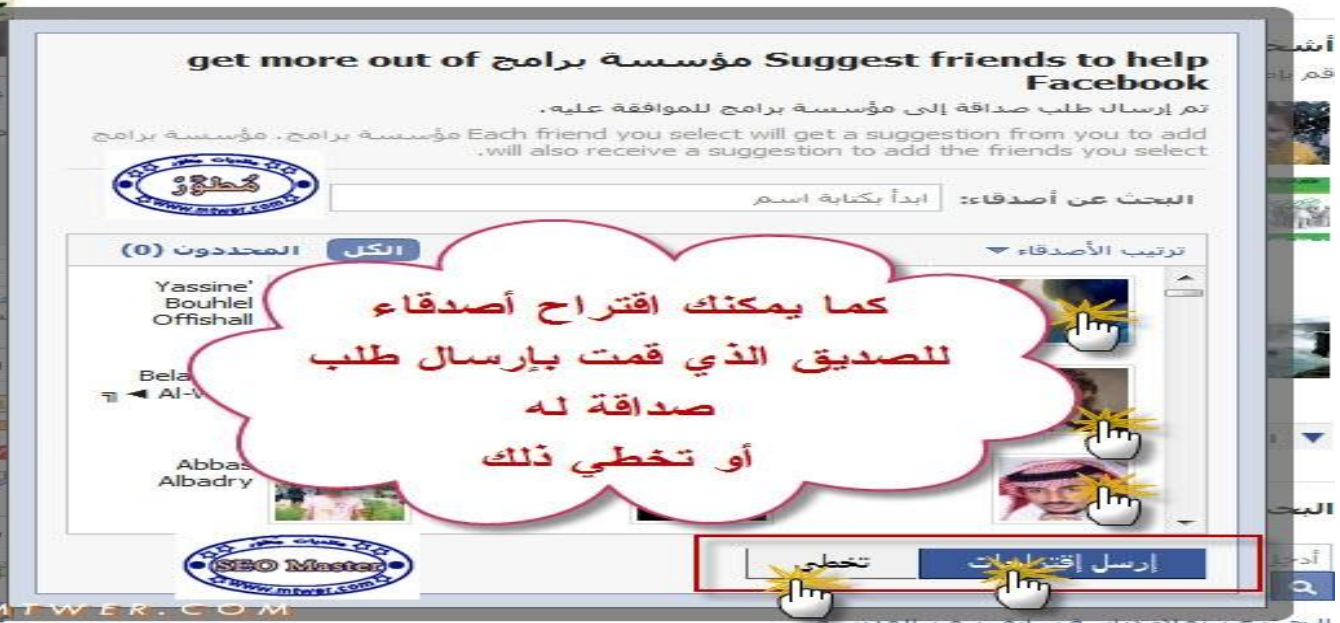 Suggest friends to help مؤسسة برامج get more out of
Facebook
تم إرسال طلب صداقة إلى مؤسسة برامج للموافقة عليه.
Each friend you select will get a suggestion from you to add مؤسسة برامج. مؤسسة برامج
will also receive a suggestion to add the friends you select.
البحث عن أصدقاء: ابدأ بكتابة اسم
مُطوِّرْ
www.mtwer.com
ترتيب الأصدقاء
الكل المحددون (0)
كما يمكنك اقتراح أصدقاء
للصديق الذي قمت بإرسال طلب
صداقة له
أو تخطي ذلك
Yassine'
Bouhlel
Offishall
Abbas
Albadry
إرسل إقتراحات تخطي
SEO Master
www.mtwer.com
MTWER.COM